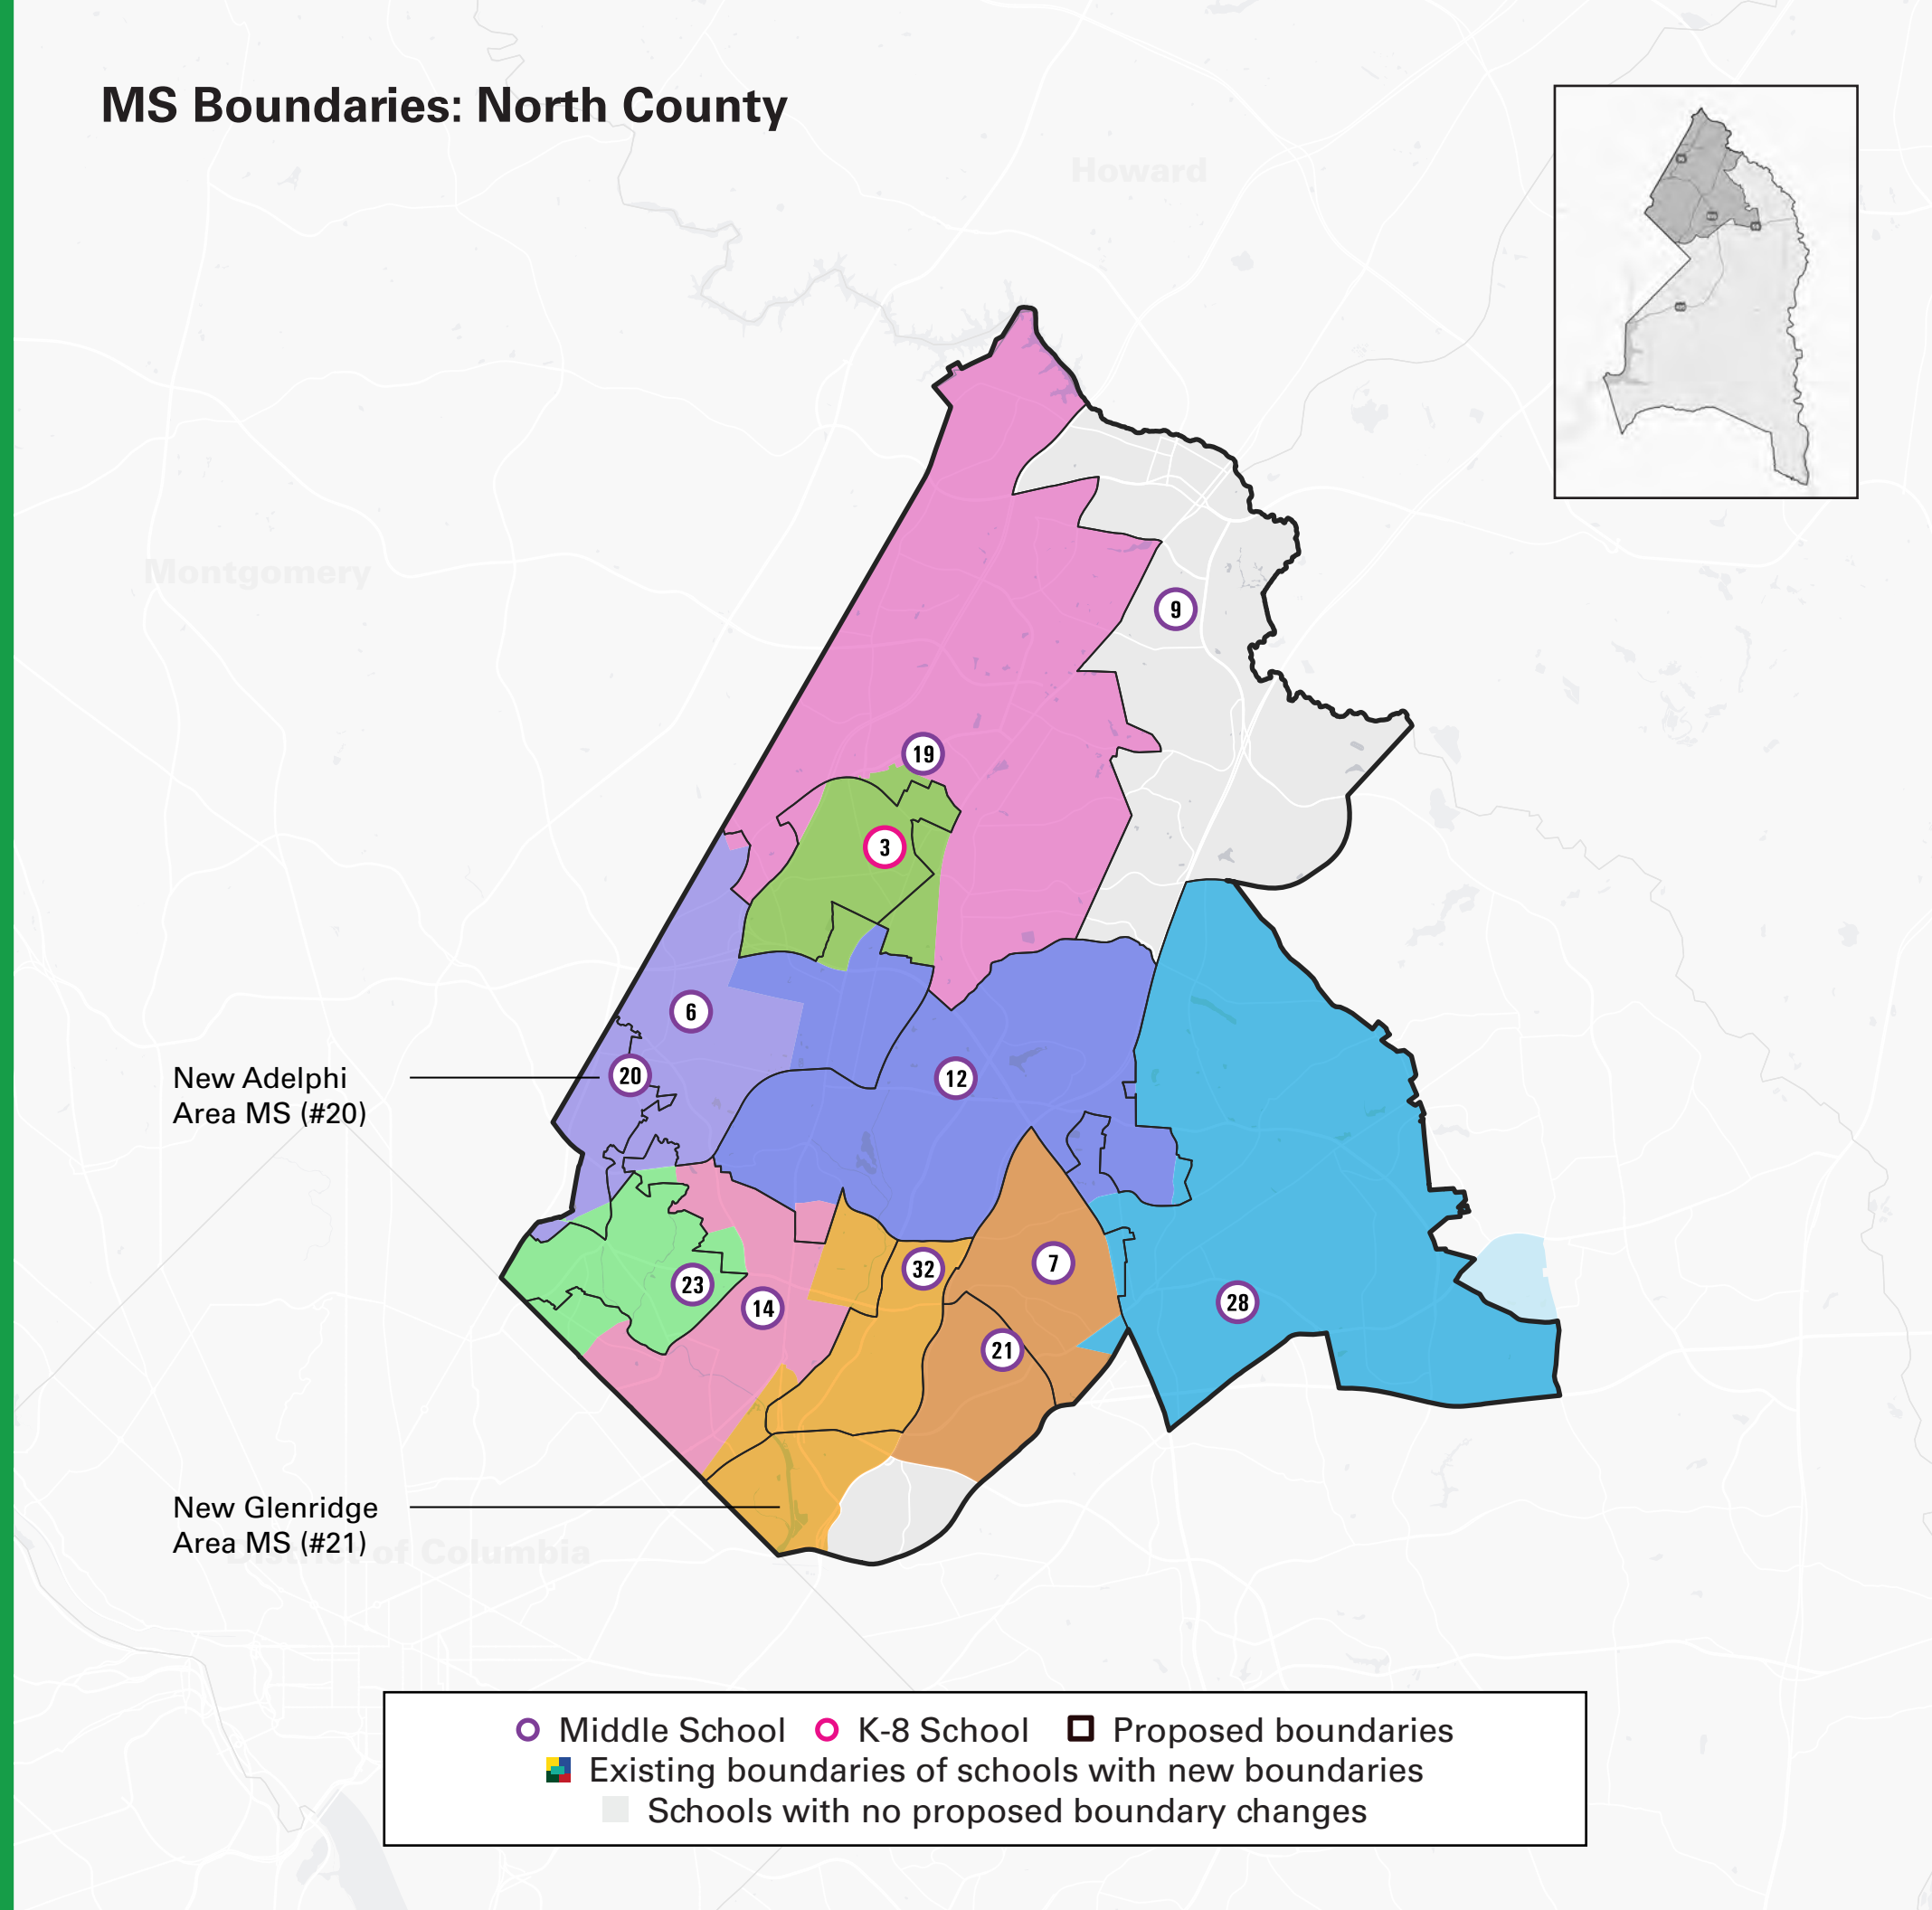 MS Boundaries: North County
Howard
Montgomery
9
19
3
6
20
12
New Adelphi
Area MS (#20)
32
7
23
14
28
21
New Glenridge
Area MS (#21)
District of Columbia
Middle School
K-8 School
Proposed boundaries
Existing boundaries of schools with new boundaries
Schools with no proposed boundary changes